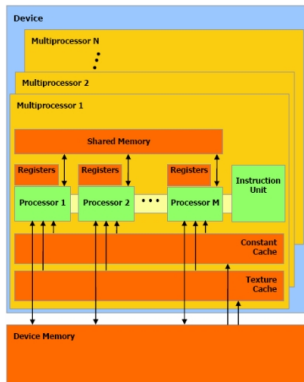 Device
Multiprocessor N
Multiprocessor 2
Multiprocessor 1
Shared Memory
Registers Registers Registers
Instruction
Unit
Processor 1 Processor 2 ••• Processor M
Constant
Cache
Texture
Cache
Device Memory